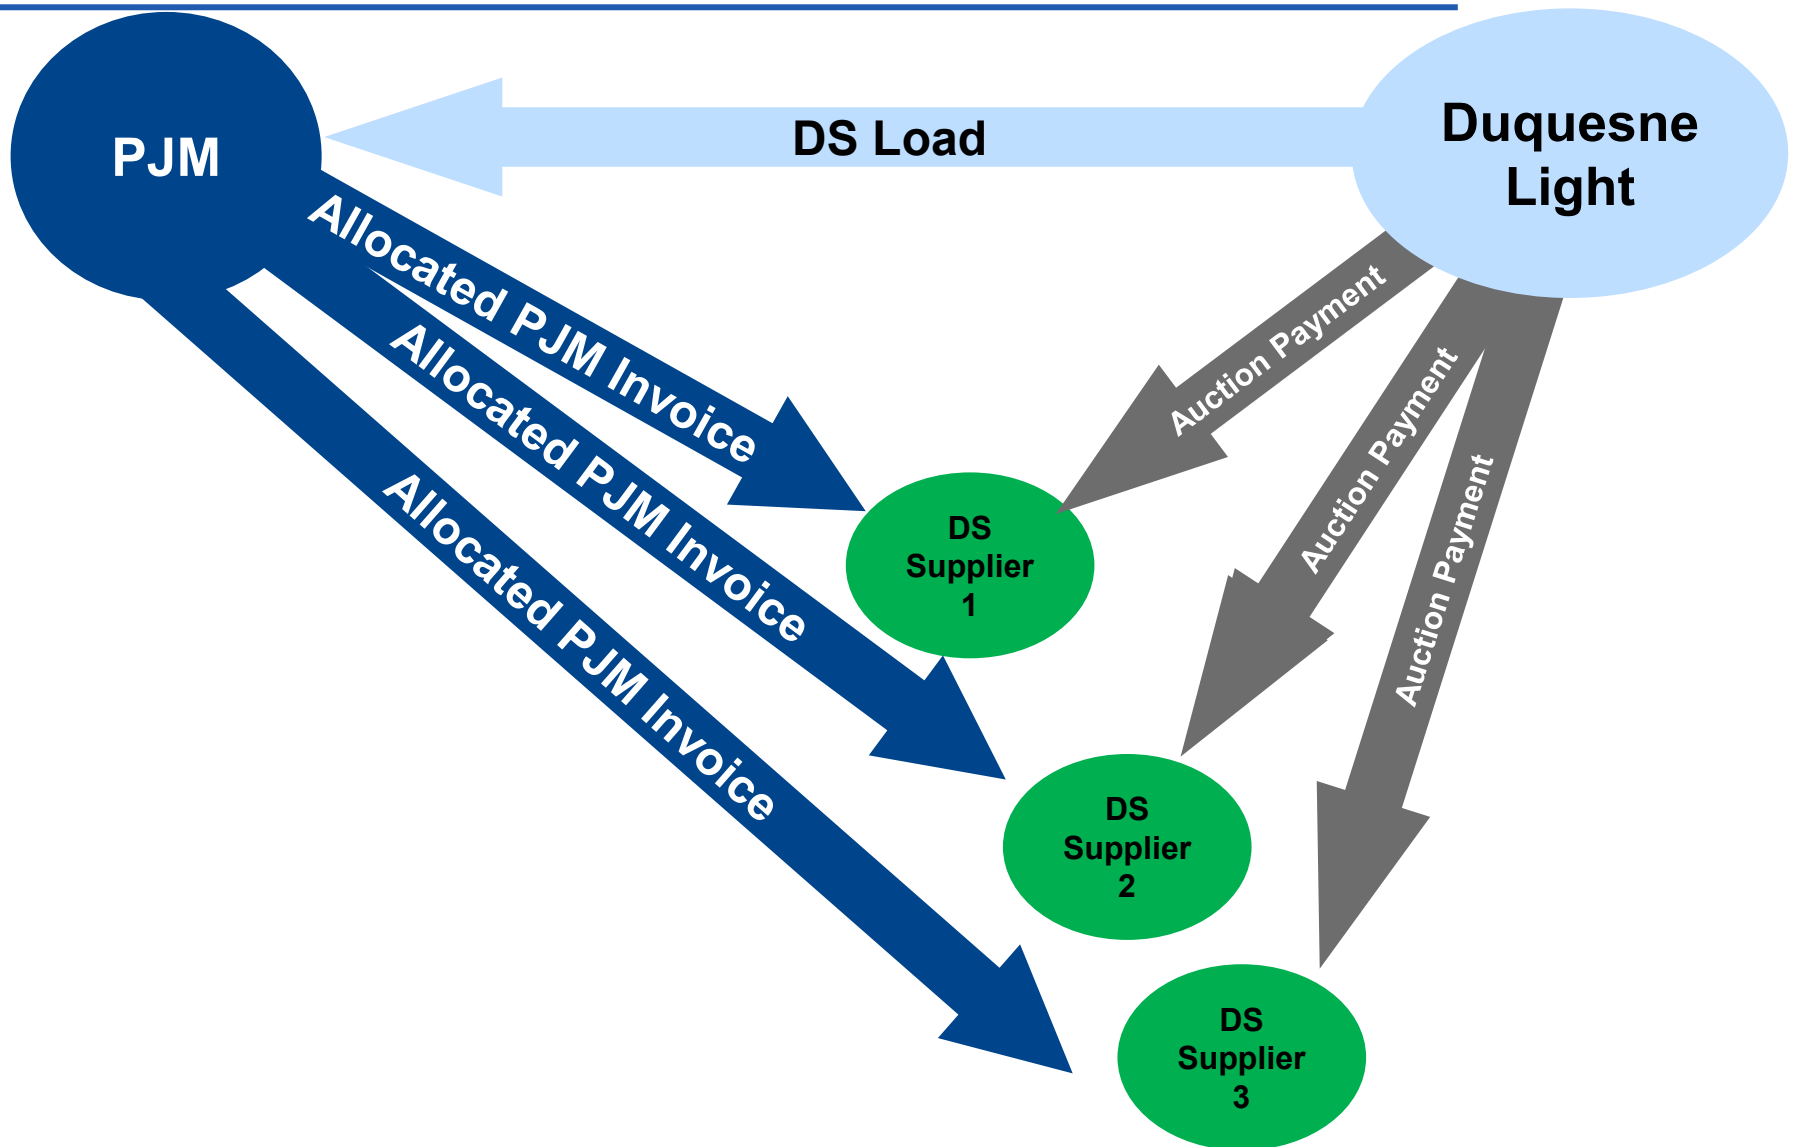 PJM
DS Load
Duquesne
Light
Allocated PJM Invoice
Allocated PJM Invoice
Allocated PJM Invoice
Auction Payment
Auction Payment
Auction Payment
DS
Supplier
1
DS
Supplier
2
DS
Supplier
3